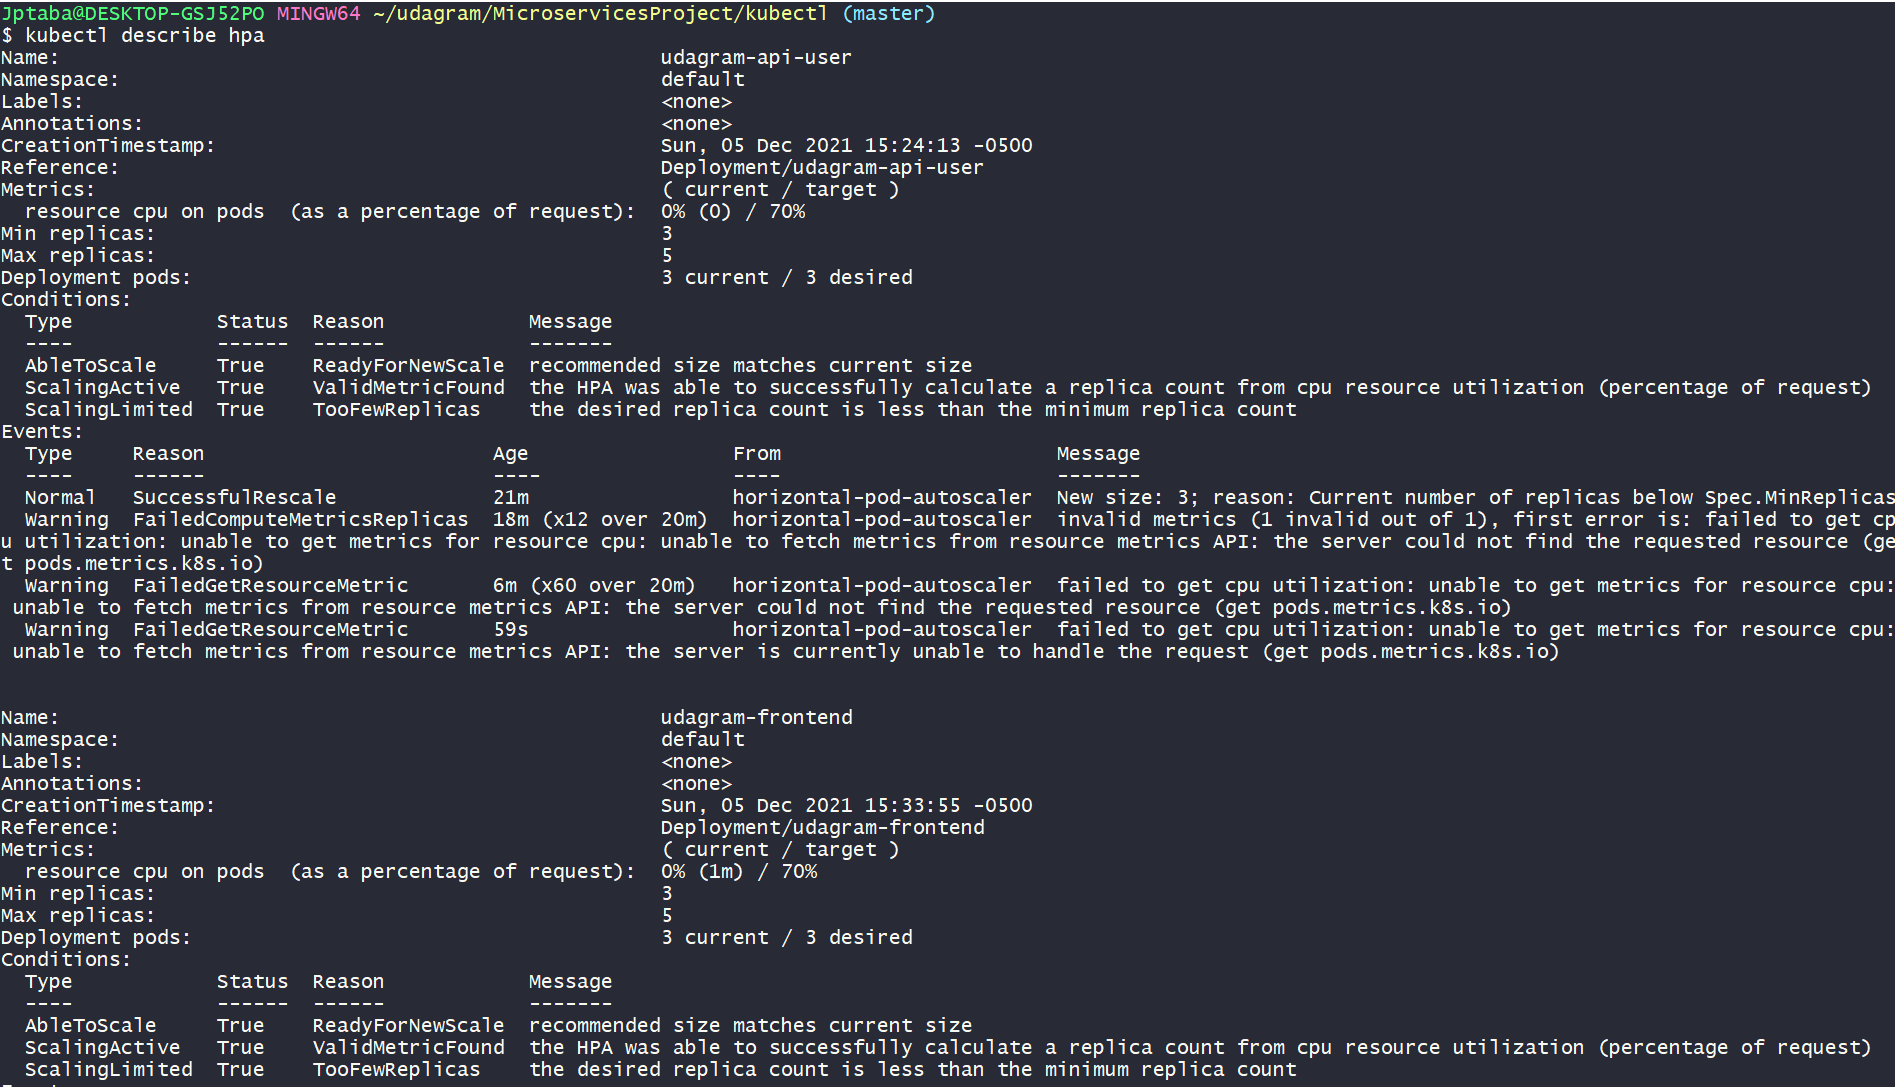 Jptaba@DESKTOP-GSJ52PO MINGW64 ~/udagram/MicroservicesProject/kubectl (master)
$ kubectl describe hpa
Name: udagram-api-user
Namespace: default
Labels: <none>
Annotations: <none>
CreationTimestamp: Sun, 05 Dec 2021 15:24:13 -0500
Reference: Deployment/udagram-api-user
Metrics: ( current / target )
resource cpu on pods (as a percentage of request): 0% (0) / 70%
Min replicas: 3
Max replicas: 5
Deployment pods: 3 current / 3 desired
Conditions:
Type Status Reason Message
---- ------ ------ -------
AbleToScale True ReadyForNewScale recommended size matches current size
ScalingActive True ValidMetricFound the HPA was able to successfully calculate a replica count from cpu resource utilization (percentage of request)
ScalingLimited True TooFewReplicas the desired replica count is less than the minimum replica count
Events:
Type Reason Age From Message
---- ------ ---- ---- -------
Normal SuccessfulRescale 21m horizontal-pod-autoscaler New size: 3; reason: Current number of replicas below Spec.MinReplicas
Warning FailedComputeMetricsReplicas 18m (x12 over 20m) horizontal-pod-autoscaler invalid metrics (1 invalid out of 1), first error is: failed to get cp
u utilization: unable to get metrics for resource cpu: unable to fetch metrics from resource metrics API: the server could not find the requested resource (ge
t pods.metrics.k8s.io)
Warning FailedGetResourceMetric 6m (x60 over 20m) horizontal-pod-autoscaler failed to get cpu utilization: unable to get metrics for resource cpu:
unable to fetch metrics from resource metrics API: the server could not find the requested resource (get pods.metrics.k8s.io)
Warning FailedGetResourceMetric 59s horizontal-pod-autoscaler failed to get cpu utilization: unable to get metrics for resource cpu:
unable to fetch metrics from resource metrics API: the server is currently unable to handle the request (get pods.metrics.k8s.io)
Name: udagram-frontend
Namespace: default
Labels: <none>
Annotations: <none>
CreationTimestamp: Sun, 05 Dec 2021 15:33:55 -0500
Reference: Deployment/udagram-frontend
Metrics: ( current / target )
resource cpu on pods (as a percentage of request): 0% (1m) / 70%
Min replicas: 3
Max replicas: 5
Deployment pods: 3 current / 3 desired
Conditions:
Type Status Reason Message
---- ------ ------ -------
AbleToScale True ReadyForNewScale recommended size matches current size
ScalingActive True ValidMetricFound the HPA was able to successfully calculate a replica count from cpu resource utilization (percentage of request)
ScalingLimited True TooFewReplicas the desired replica count is less than the minimum replica count